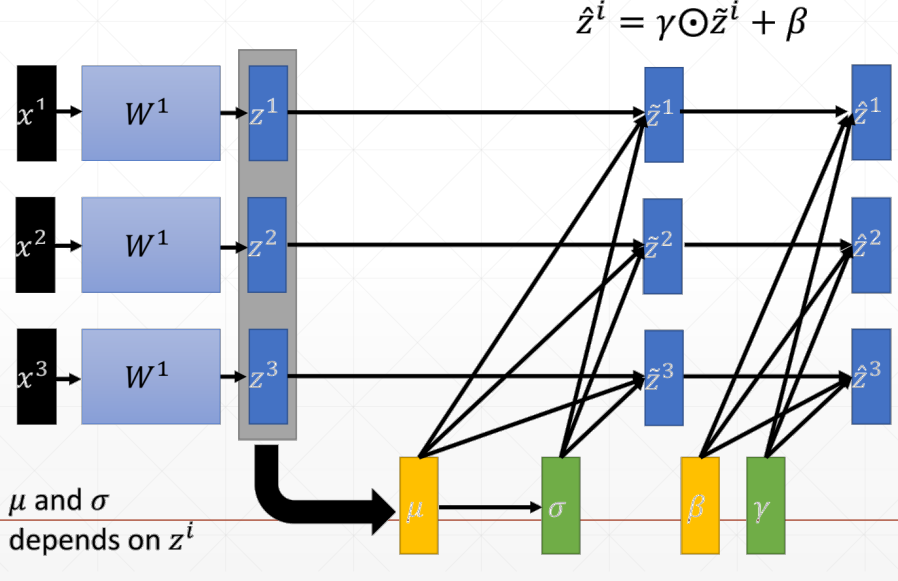 ẑ^i = γ⊙z̃^i + β
x^1 W^1 z^1 z̃^1 ẑ^1
x^2 W^1 z^2 z̃^2 ẑ^2
x^3 W^1 z^3 z̃^3 ẑ^3
μ σ β γ
μ and σ
depends on z^i